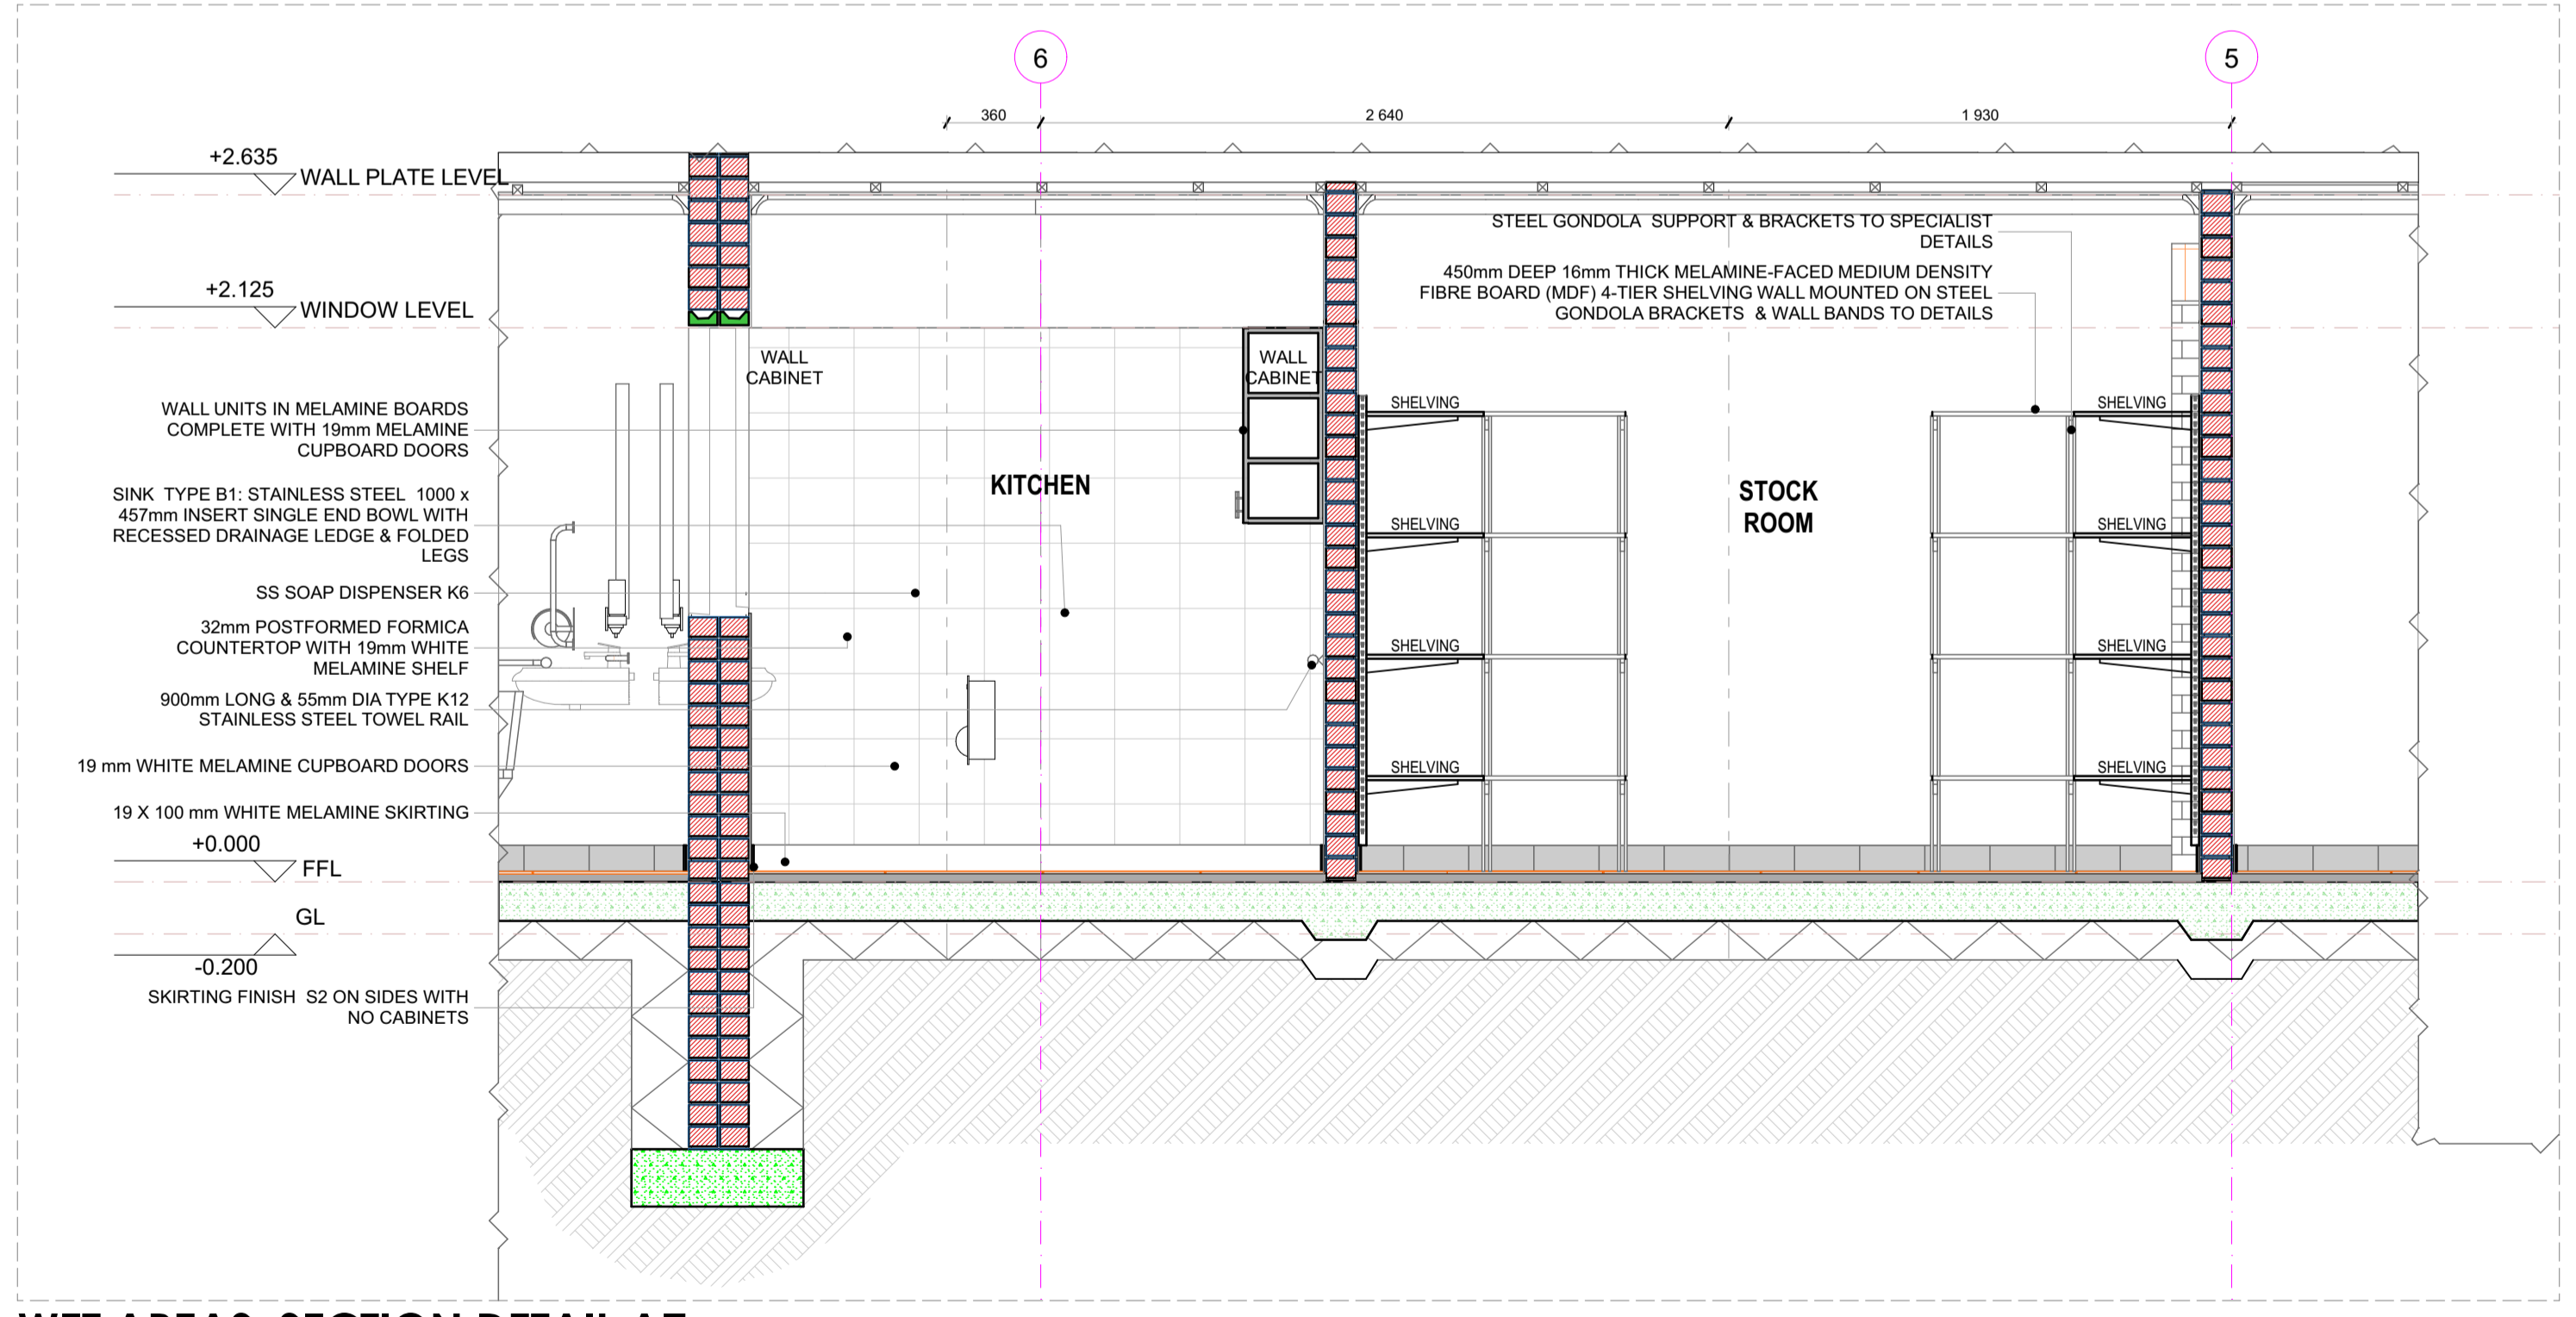 6
5
360
2 640
1 930
+2.635
WALL PLATE LEVEL
+2.125
WINDOW LEVEL
STEEL GONDOLA SUPPORT & BRACKETS TO SPECIALIST
DETAILS
450mm DEEP 16mm THICK MELAMINE-FACED MEDIUM DENSITY
FIBRE BOARD (MDF) 4-TIER SHELVING WALL MOUNTED ON STEEL
GONDOLA BRACKETS & WALL BANDS TO DETAILS
WALL
CABINET
WALL
CABINET
WALL UNITS IN MELAMINE BOARDS
COMPLETE WITH 19mm MELAMINE
CUPBOARD DOORS
SINK TYPE B1: STAINLESS STEEL 1000 x
457mm INSERT SINGLE END BOWL WITH
RECESSED DRAINAGE LEDGE & FOLDED
LEGS
SS SOAP DISPENSER K6
32mm POSTFORMED FORMICA
COUNTERTOP WITH 19mm WHITE
MELAMINE SHELF
900mm LONG & 55mm DIA TYPE K12
STAINLESS STEEL TOWEL RAIL
19 mm WHITE MELAMINE CUPBOARD DOORS
19 X 100 mm WHITE MELAMINE SKIRTING
+0.000
FFL
GL
-0.200
SKIRTING FINISH S2 ON SIDES WITH
NO CABINETS
KITCHEN
STOCK
ROOM
SHELVING
SHELVING
SHELVING
SHELVING
SHELVING
SHELVING
SHELVING
SHELVING
WET AREAS: SECTION DETAIL AT